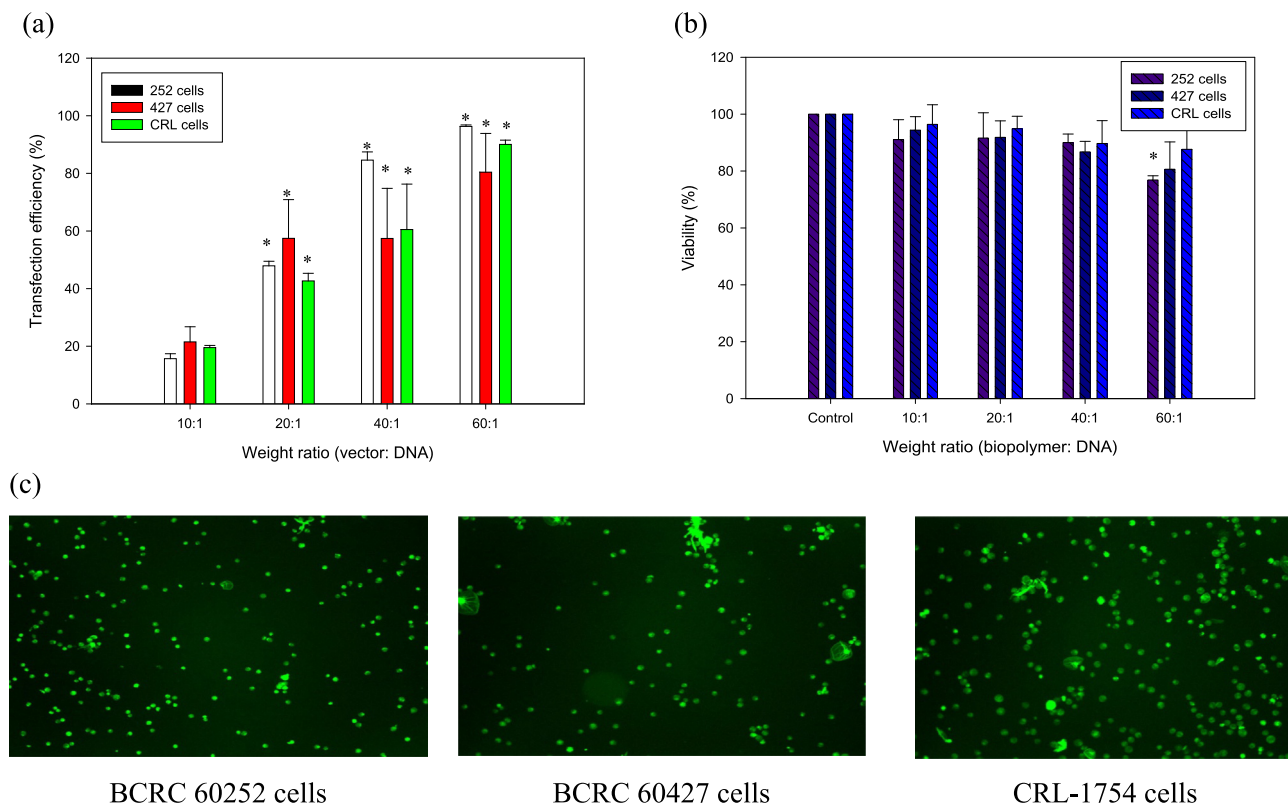 (a)
120
100
80
60
40
20
0
Transfection efficiency (%)
252 cells
427 cells
CRL cells
* * *
* * *
* * *
10:1 20:1 40:1 60:1
Weight ratio (vector: DNA)
(b)
120
100
80
60
40
20
0
Viability (%)
252 cells
427 cells
CRL cells
*
Control 10:1 20:1 40:1 60:1
Weight ratio (biopolymer: DNA)
(c)
BCRC 60252 cells
BCRC 60427 cells
CRL-1754 cells